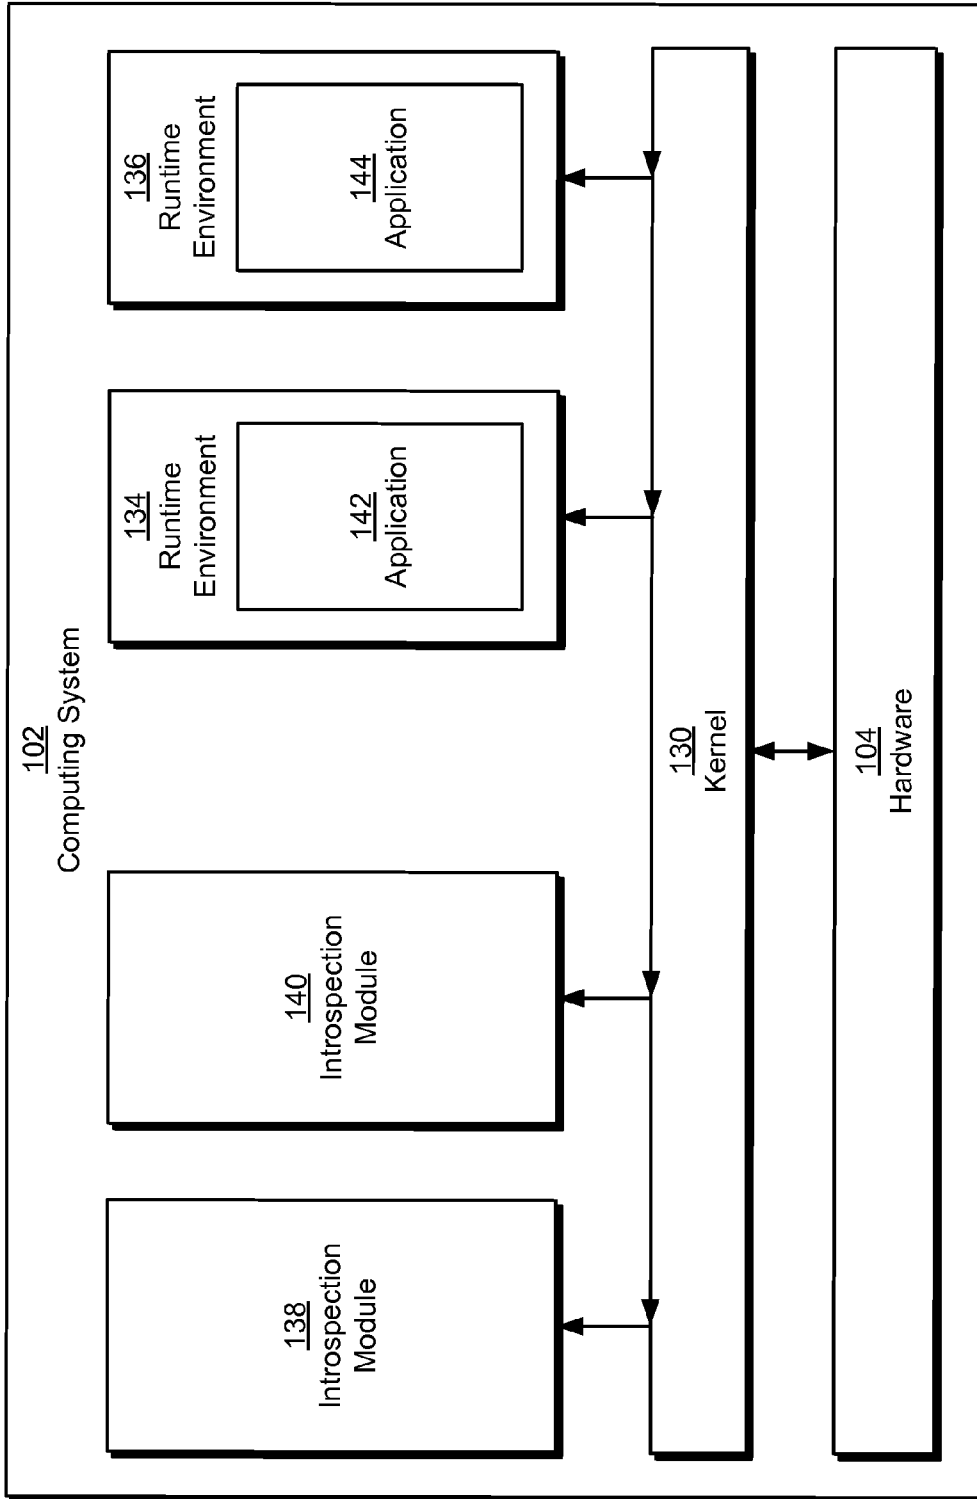 102
Computing System
138
Introspection
Module
140
Introspection
Module
134
Runtime
Environment
142
Application
136
Runtime
Environment
144
Application
130
Kernel
104
Hardware